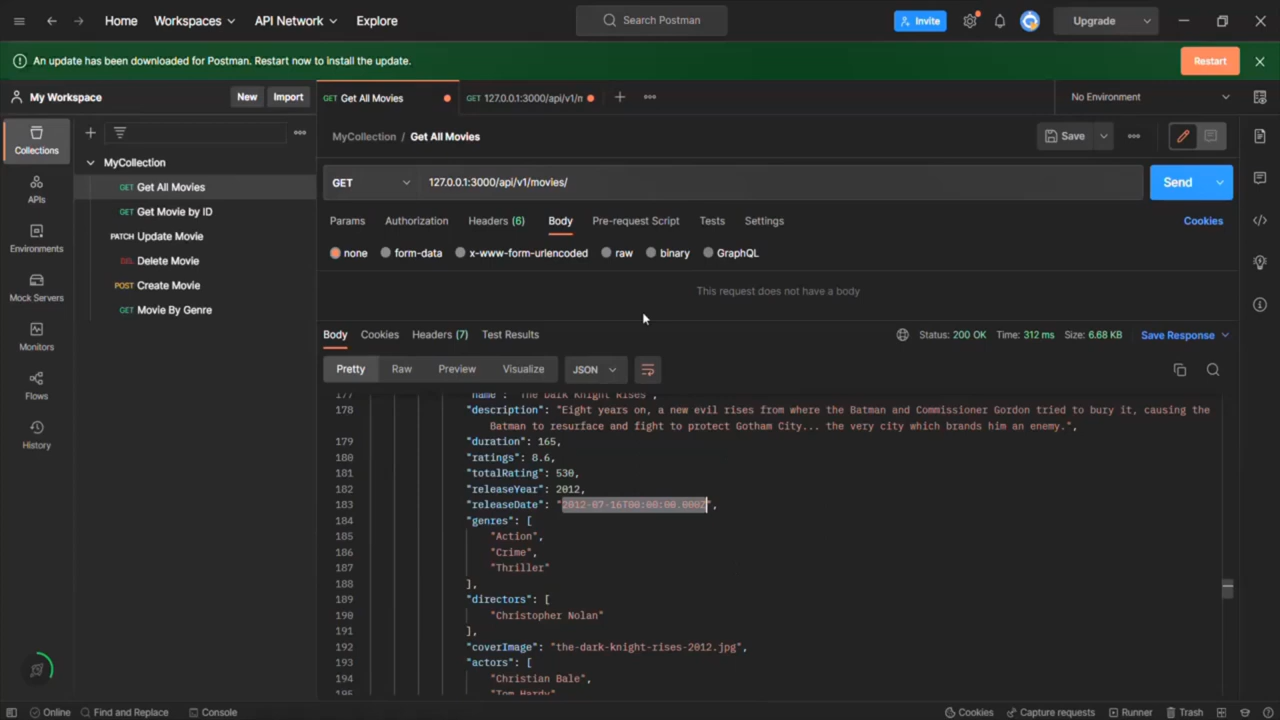 Home Workspaces API Network Explore Search Postman Invite Upgrade
An update has been downloaded for Postman. Restart now to install the update. Restart
My Workspace New Import GET Get All Movies GET 127.0.0.1:3000/api/v1/m No Environment
Collections
APIs
Environments
Mock Servers
Monitors
Flows
History
MyCollection
GET Get All Movies
GET Get Movie by ID
PATCH Update Movie
DEL Delete Movie
POST Create Movie
GET Movie By Genre
MyCollection / Get All Movies Save
GET 127.0.0.1:3000/api/v1/movies/ Send
Params Authorization Headers (6) Body Pre-request Script Tests Settings Cookies
none form-data x-www-form-urlencoded raw binary GraphQL
This request does not have a body
Body Cookies Headers (7) Test Results Status: 200 OK Time: 312 ms Size: 6.68 KB Save Response
Pretty Raw Preview Visualize JSON
177 "name": "The Dark Knight Rises",
178 "description": "Eight years on, a new evil rises from where the Batman and Commissioner Gordon tried to bury it, causing the
Batman to resurface and fight to protect Gotham City... the very city which brands him an enemy.",
179 "duration": 165,
180 "ratings": 8.6,
181 "totalRating": 530,
182 "releaseYear": 2012,
183 "releaseDate": "2012-07-16T00:00:00.000Z",
184 "genres": [
185 "Action",
186 "Crime",
187 "Thriller"
188 ],
189 "directors": [
190 "Christopher Nolan"
191 ],
192 "coverImage": "the-dark-knight-rises-2012.jpg",
193 "actors": [
194 "Christian Bale",
195 "Tom Hardy",
Online Find and Replace Console Cookies Capture requests Runner Trash